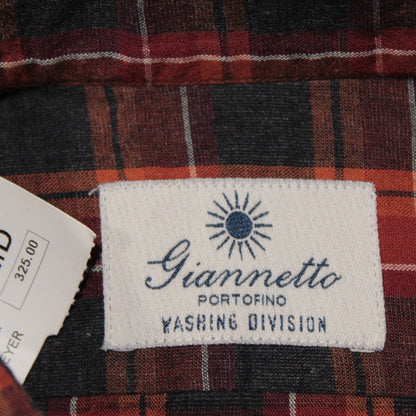 Giannetto
PORTOFINO
WASHING DIVISION
325.00